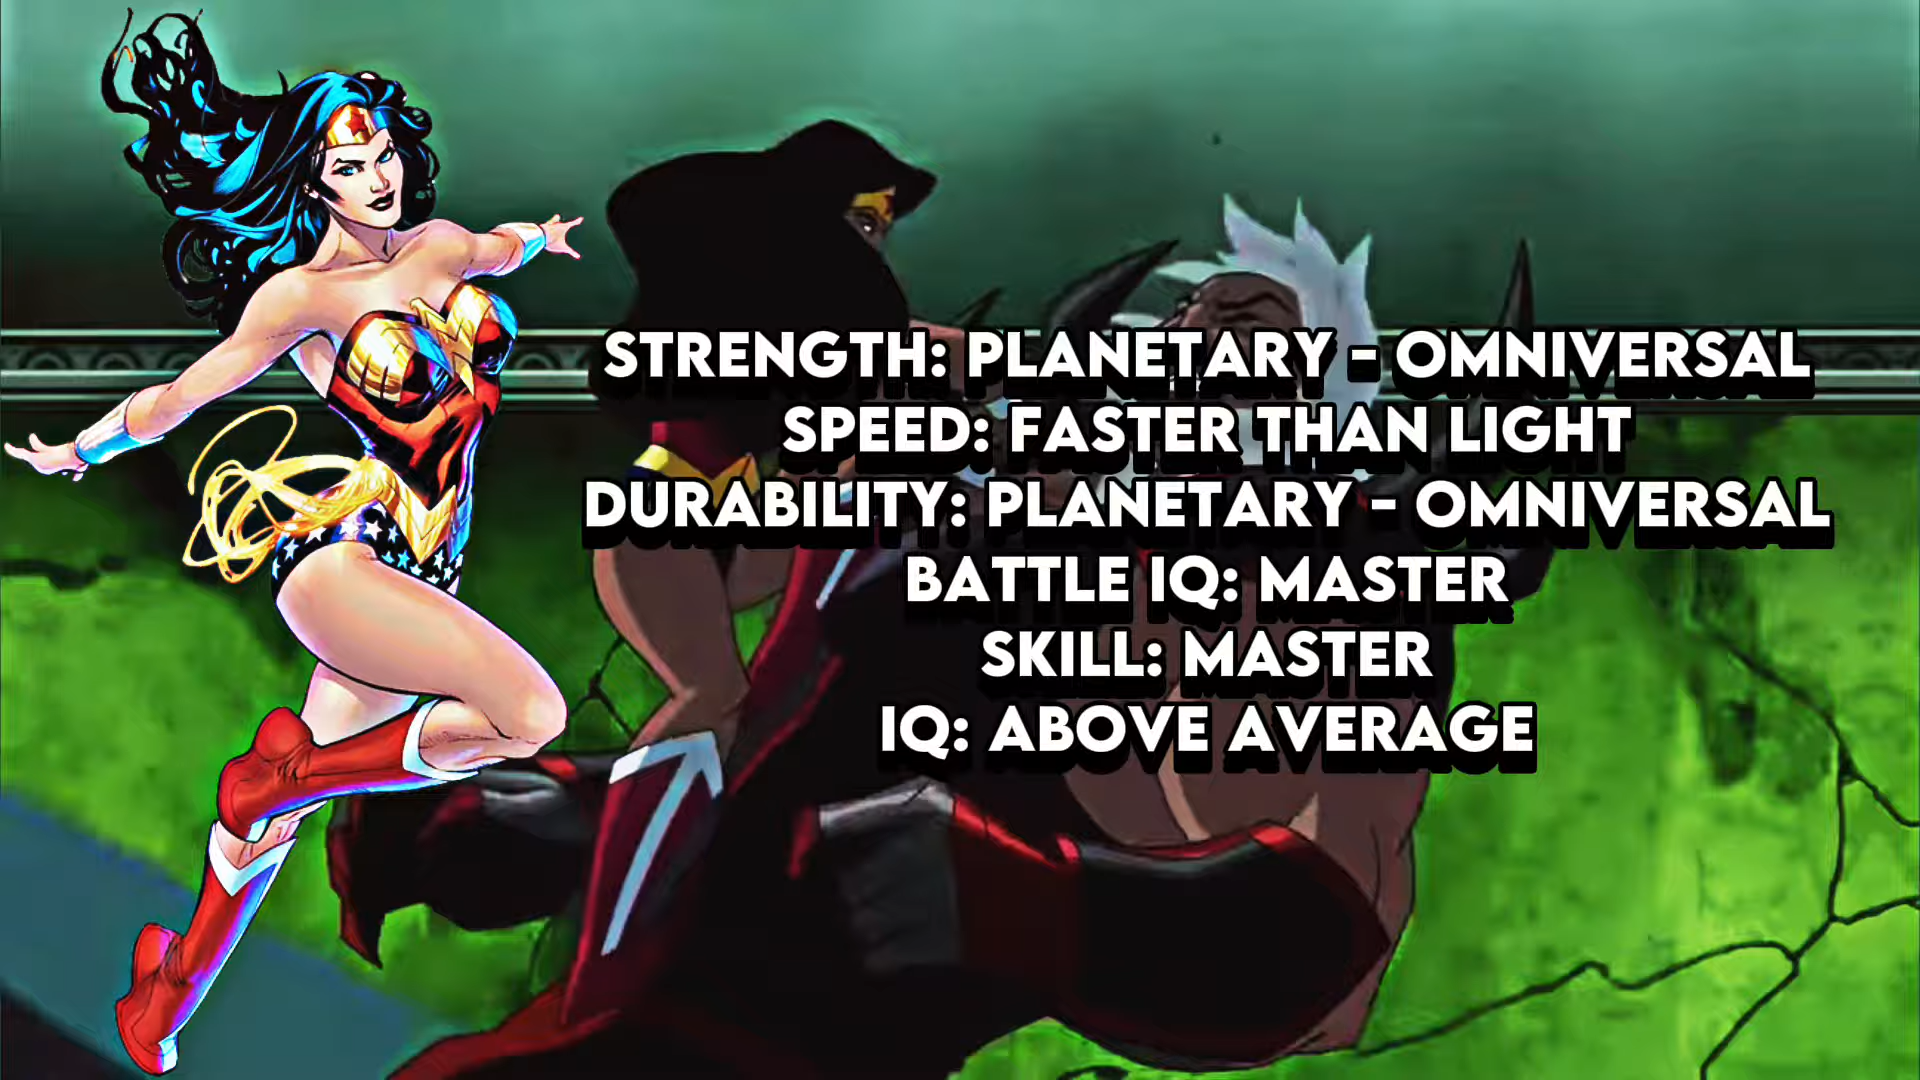 STRENGTH: PLANETARY - OMNIVERSAL
SPEED: FASTER THAN LIGHT
DURABILITY: PLANETARY - OMNIVERSAL
BATTLE IQ: MASTER
SKILL: MASTER
IQ: ABOVE AVERAGE